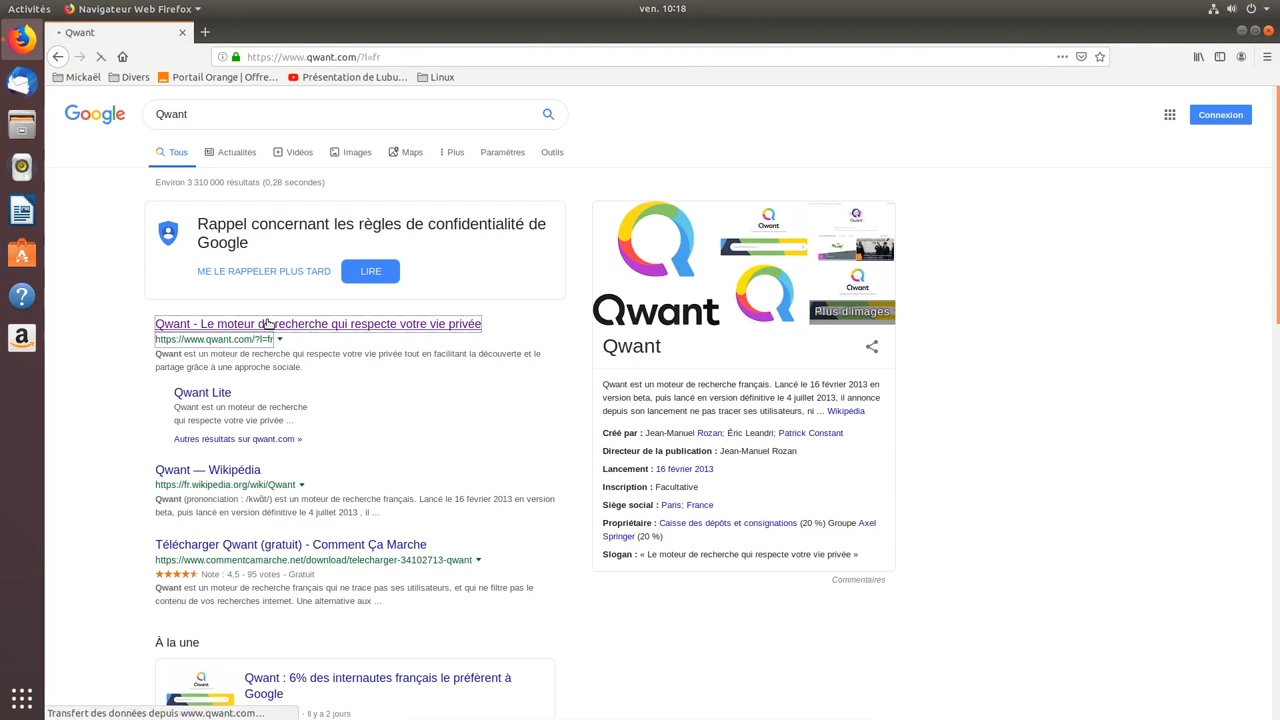 Activités
Navigateur Web Firefox
ven. 10:18
Qwant
https://www.qwant.com/?l=fr
Mickaël
Divers
Portail Orange | Offre…
Présentation de Lubu…
Linux
Google
Qwant
Connexion
Tous
Actualités
Vidéos
Images
Maps
Plus
Paramètres
Outils
Environ 3 310 000 résultats (0,28 secondes)
Rappel concernant les règles de confidentialité de
Google
ME LE RAPPELER PLUS TARD
LIRE
Qwant - Le moteur de recherche qui respecte votre vie privée
https://www.qwant.com/?l=fr
Qwant est un moteur de recherche qui respecte votre vie privée tout en facilitant la découverte et le
partage grâce à une approche sociale.
Qwant Lite
Qwant est un moteur de recherche
qui respecte votre vie privée ...
Autres résultats sur qwant.com »
Qwant — Wikipédia
https://fr.wikipedia.org/wiki/Qwant
Qwant (prononciation : /kwɑ̃t/) est un moteur de recherche français. Lancé le 16 février 2013 en version
beta, puis lancé en version définitive le 4 juillet 2013 , il ...
Télécharger Qwant (gratuit) - Comment Ça Marche
https://www.commentcamarche.net/download/telecharger-34102713-qwant
Note : 4,5 - 95 votes - Gratuit
Qwant est un moteur de recherche français qui ne trace pas ses utilisateurs, et qui ne filtre pas le
contenu de vos recherches internet. Une alternative aux ...
À la une
Qwant : 6% des internautes français le préfèrent à
Google
Il y a 2 jours
Transfert des données depuis www.qwant.com…
Qwant
Qwant
Qwant
Qwant
Plus d'images
Qwant
Qwant est un moteur de recherche français. Lancé le 16 février 2013 en
version beta, puis lancé en version définitive le 4 juillet 2013, il annonce
depuis son lancement ne pas tracer ses utilisateurs, ni ... Wikipédia
Créé par : Jean-Manuel Rozan; Éric Leandri; Patrick Constant
Directeur de la publication : Jean-Manuel Rozan
Lancement : 16 février 2013
Inscription : Facultative
Siège social : Paris; France
Propriétaire : Caisse des dépôts et consignations (20 %) Groupe Axel
Springer (20 %)
Slogan : « Le moteur de recherche qui respecte votre vie privée »
Commentaires